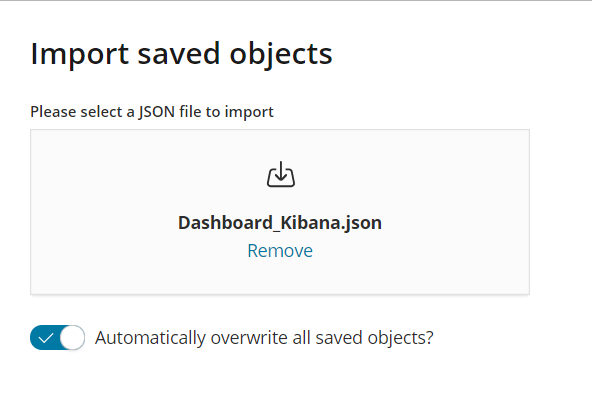 Import saved objects
Please select a JSON file to import
Dashboard_Kibana.json
Remove
Automatically overwrite all saved objects?